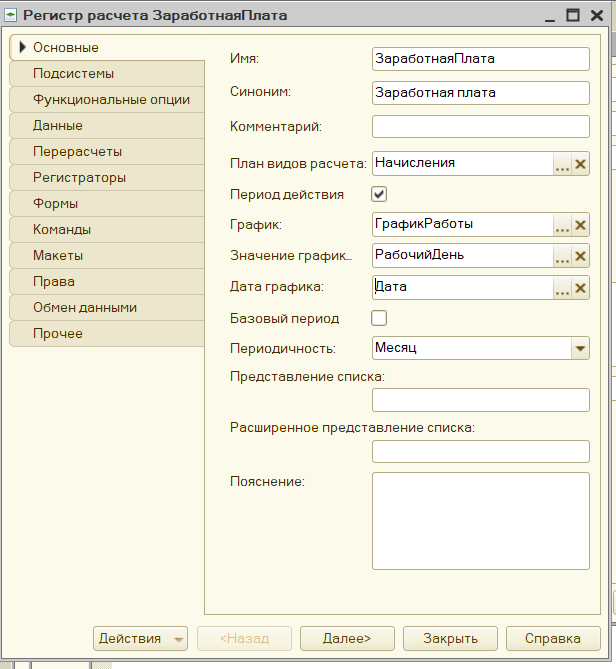 Регистр расчета ЗаработнаяПлата
Основные
Подсистемы
Функциональные опции
Данные
Перерасчеты
Регистраторы
Формы
Команды
Макеты
Права
Обмен данными
Прочее
Имя: ЗаработнаяПлата
Синоним: Заработная плата
Комментарий:
План видов расчета: Начисления ...
Период действия
График: ГрафикРаботы ...
Значение график... РабочийДень ...
Дата графика: Дата ...
Базовый период
Периодичность: Месяц
Представление списка:
Расширенное представление списка:
Пояснение:
Действия <Назад Далее> Закрыть Справка